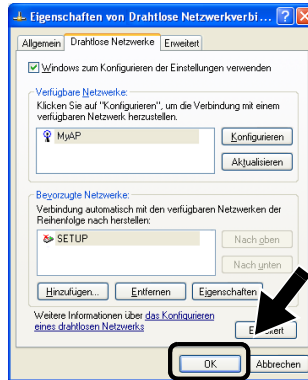 Eigenschaften von Drahtlose Netzwerkverbi...
Allgemein Drahtlose Netzwerke Erweitert
Windows zum Konfigurieren der Einstellungen verwenden
Verfügbare Netzwerke:
Klicken Sie auf "Konfigurieren", um die Verbindung mit einem
verfügbaren Netzwerk herzustellen.
MyAP
Konfigurieren
Aktualisieren
Bevorzugte Netzwerke:
Verbindung automatisch mit den verfügbaren Netzwerken der
Reihenfolge nach herstellen:
SETUP
Nach oben
Nach unten
Hinzufügen... Entfernen Eigenschaften
Weitere Informationen über das Konfigurieren
eines drahtlosen Netzwerks
OK Abbrechen